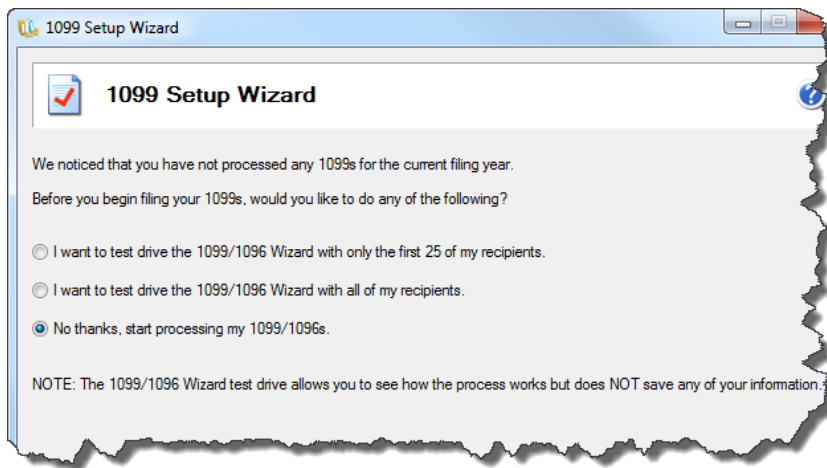 1099 Setup Wizard
1099 Setup Wizard
?
We noticed that you have not processed any 1099s for the current filing year.
Before you begin filing your 1099s, would you like to do any of the following?
I want to test drive the 1099/1096 Wizard with only the first 25 of my recipients.
I want to test drive the 1099/1096 Wizard with all of my recipients.
No thanks, start processing my 1099/1096s.
NOTE: The 1099/1096 Wizard test drive allows you to see how the process works but does NOT save any of your information.